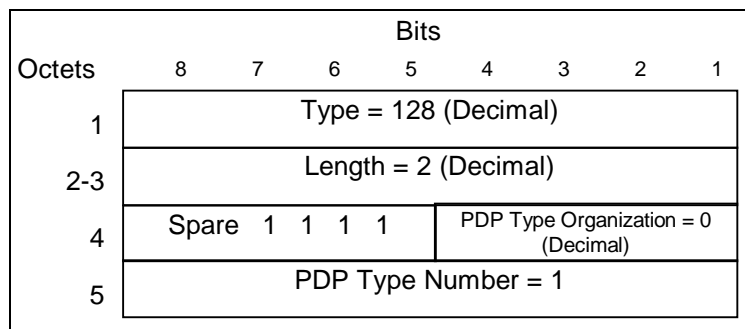 Bits
Octets 8 7 6 5 4 3 2 1
1 Type = 128 (Decimal)
2-3 Length = 2 (Decimal)
4 Spare 1 1 1 1 PDP Type Organization = 0
(Decimal)
5 PDP Type Number = 1